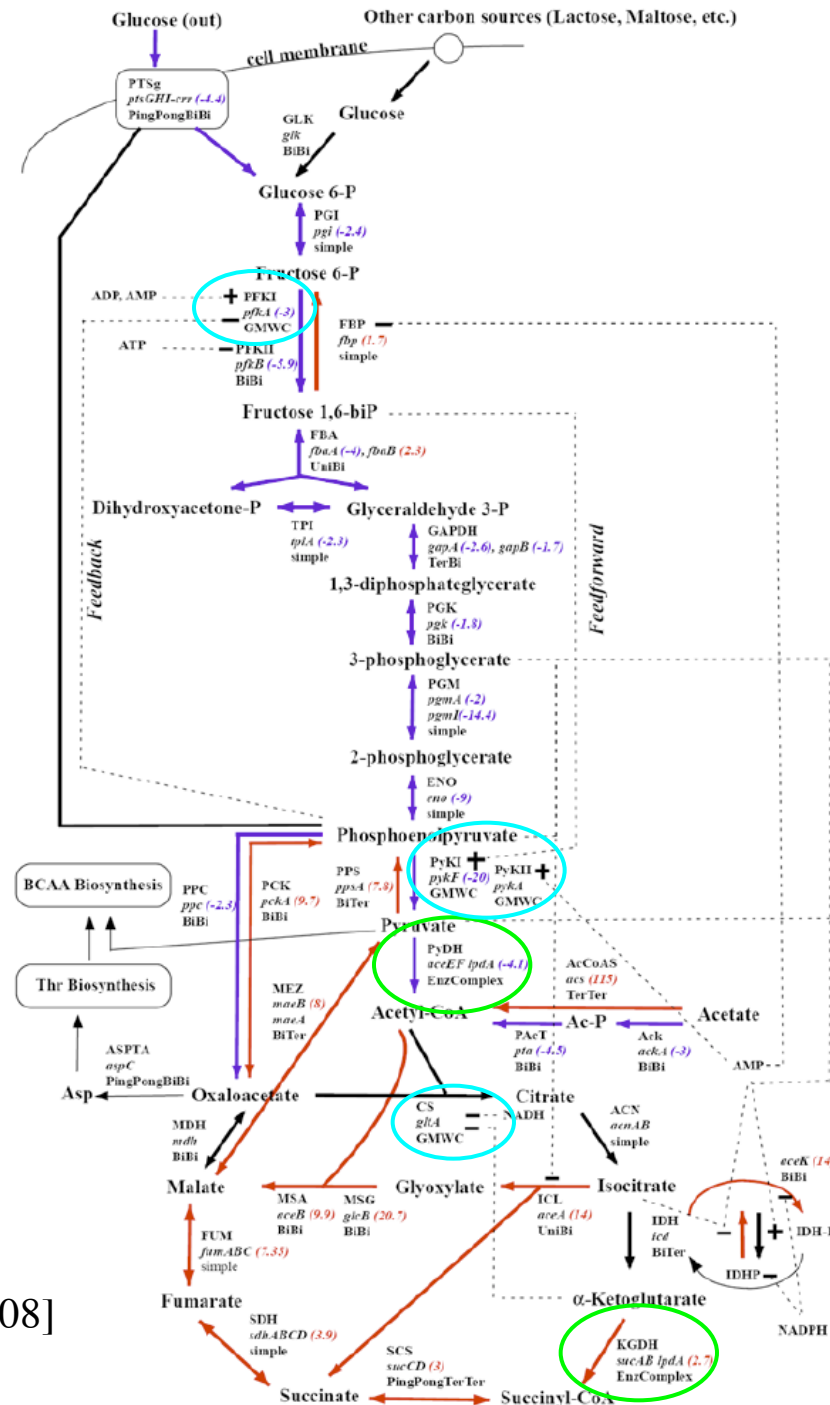 Glucose (out)
Other carbon sources (Lactose, Maltose, etc.)
cell membrane
PTSg
ptsGHI-crr (-4.4)
PingPongBiBi
Glucose
GLK
glk
BiBi
Glucose 6-P
PGI
pgi (-2.4)
simple
Fructose 6-P
ADP, AMP
+ PFKI
pfkA (-3)
GMWC
FBP
fbp (1.7)
simple
ATP
PFKII
pfkB (-5.9)
BiBi
Fructose 1,6-biP
FBA
fbaA (-4), fbaB (2.3)
UniBi
Dihydroxyacetone-P
Glyceraldehyde 3-P
TPI
tpiA (-2.3)
simple
GAPDH
gapA (-2.6), gapB (-1.7)
TerBi
Feedback
Feedforward
1,3-diphosphateglycerate
PGK
pgk (-1.8)
BiBi
3-phosphoglycerate
PGM
pgmA (-2)
pgmI(-14.4)
simple
2-phosphoglycerate
ENO
eno (-9)
simple
Phosphoenolpyruvate
BCAA Biosynthesis
PPC
ppc (-2.3)
BiBi
PCK
pckA (9.7)
BiBi
PPS
ppsA (7.8)
BiTer
PyKI +
pykF (-20)
GMWC
PyKII +
pykA
GMWC
Pyruvate
Thr Biosynthesis
MEZ
maeB (8)
maeA
BiTer
PyDH
aceEF lpdA (-4.1)
EnzComplex
AcCoAS
acs (115)
TerTer
Acetyl-CoA
Acetate
Ac-P
PAcT
pta (-4.5)
BiBi
Ack
ackA (-3)
BiBi
AMP
ASPTA
aspC
PingPongBiBi
Asp
Oxaloacetate
CS
gltA
GMWC
NADH
Citrate
ACN
acnAB
simple
MDH
mdh
BiBi
aceK (14
BiBi
Malate
MSA
aceB (9.9)
BiBi
MSG
glcB (20.7)
BiBi
Glyoxylate
ICL
aceA (14)
UniBi
Isocitrate
IDH
icd
BiTer
+
IDHP
FUM
fumABC (7.35)
simple
Fumarate
α-Ketoglutarate
NADPH
08]
SDH
sdhABCD (3.9)
simple
SCS
sucCD (3)
PingPongTerTer
KGDH
sucAB lpdA (2.7)
EnzComplex
Succinate
Succinyl-CoA